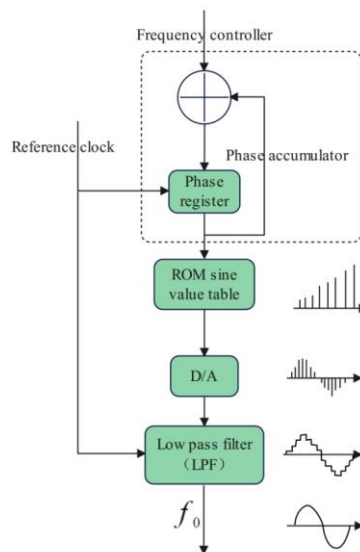 Frequency controller
Reference clock
Phase accumulator
Phase
register
ROM sine
value table
D/A
Low pass filter
（LPF）
f₀